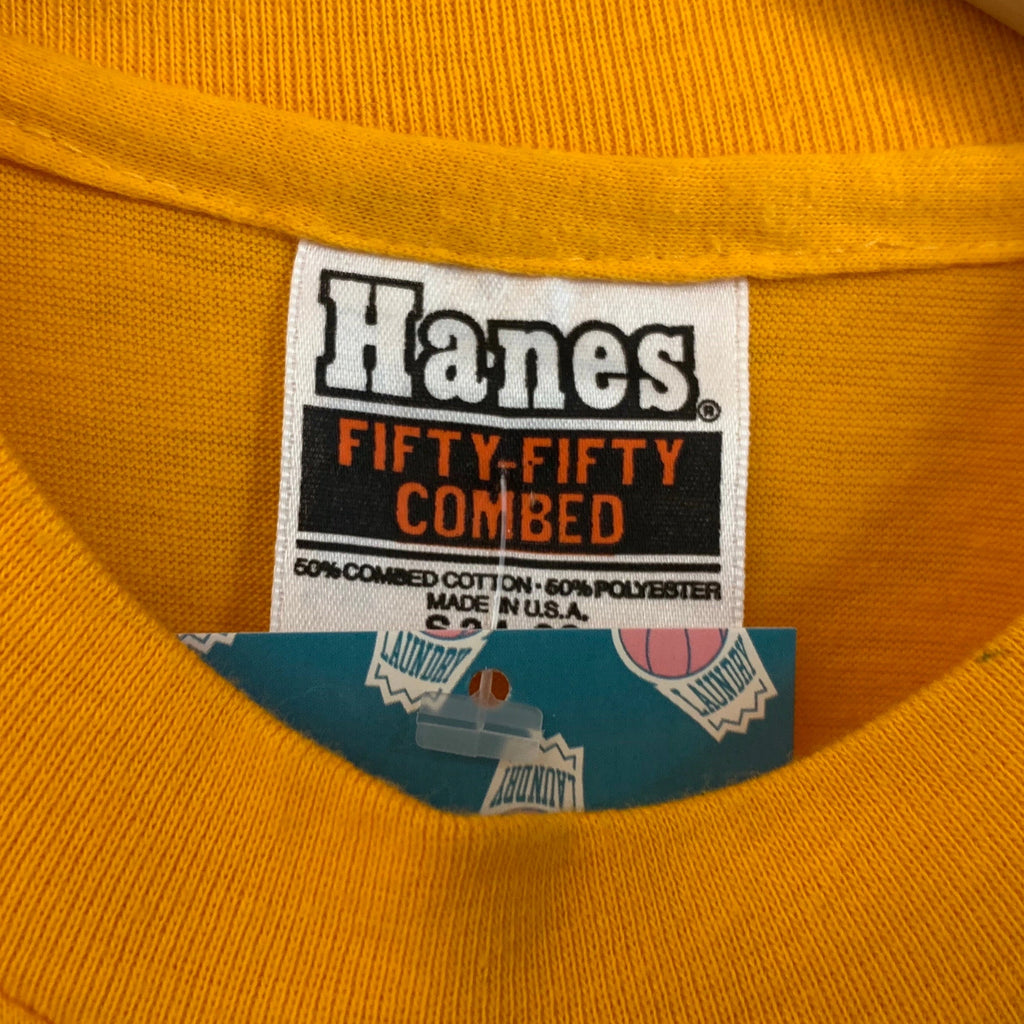 Hanes®
FIFTY-FIFTY
COMBED
50% COMBED COTTON · 50% POLYESTER
MADE IN U.S.A.
LAUNDRY
LAUNDRY
LAUNDRY